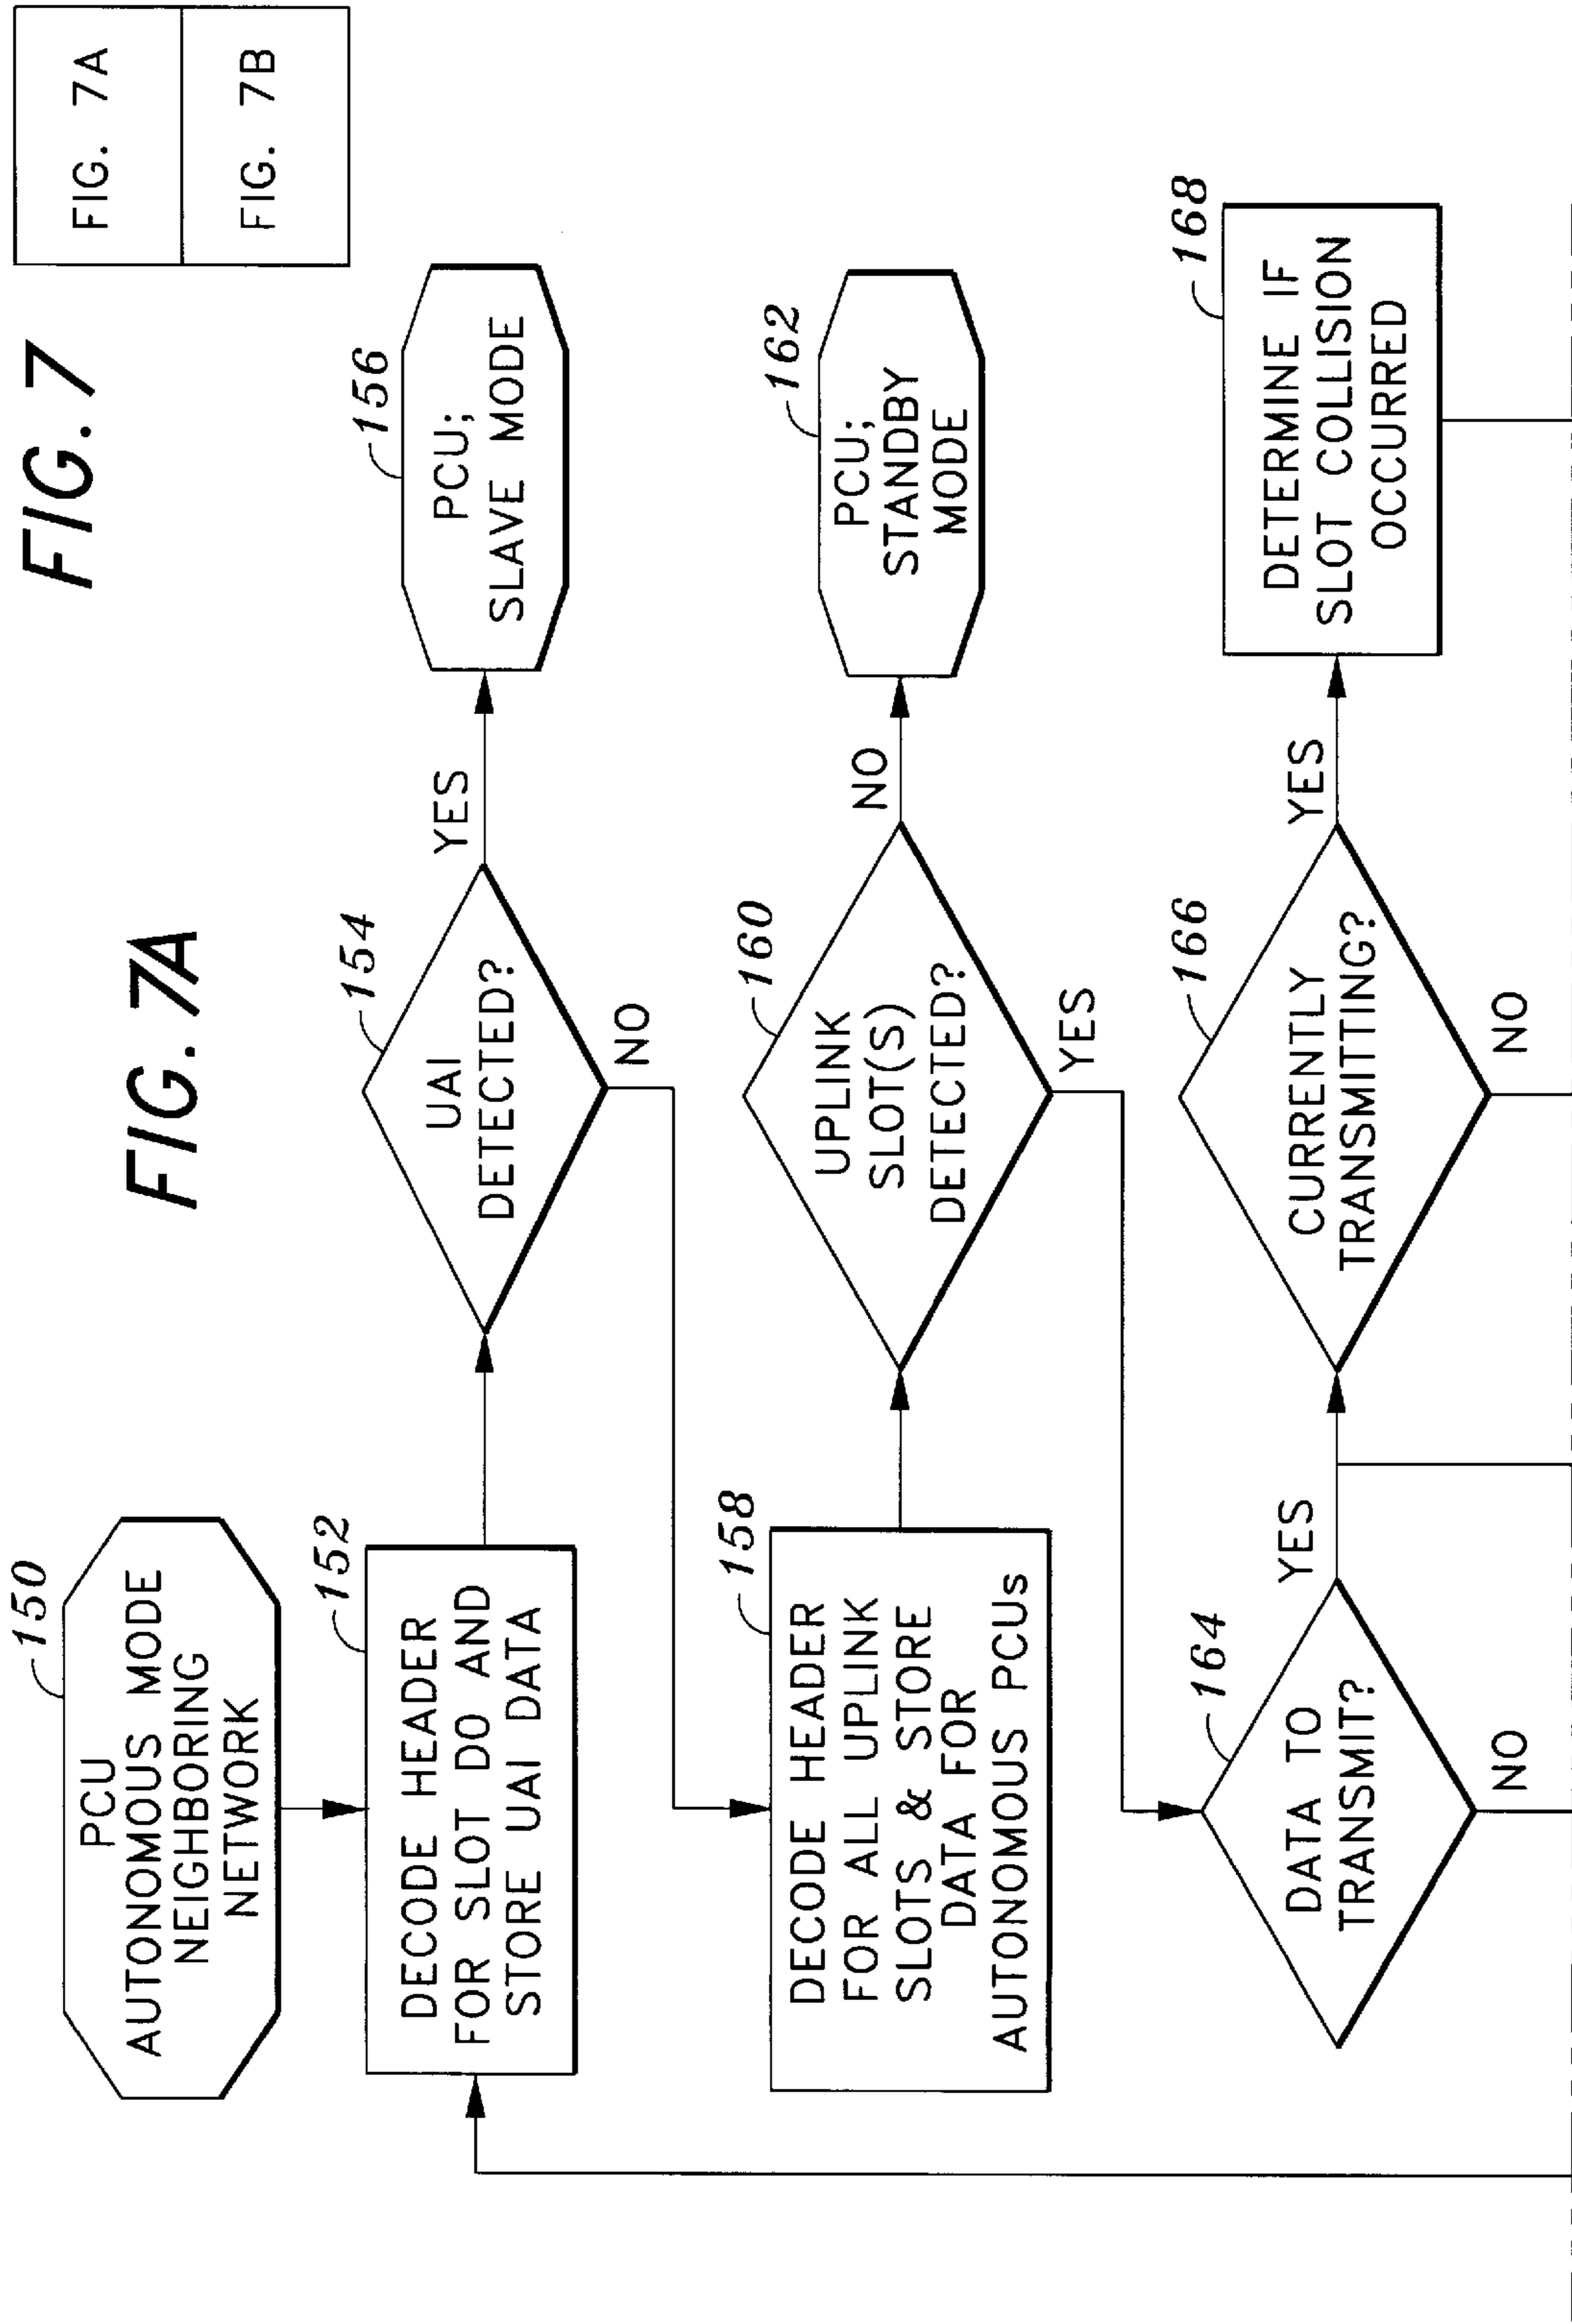 FIG. 7
FIG. 7A
FIG. 7B
FIG. 7A
150
PCU
AUTONOMOUS MODE
NEIGHBORING
NETWORK
152
DECODE HEADER
FOR SLOT DO AND
STORE UAI DATA
154
UAI
DETECTED?
YES
NO
156
PCU;
SLAVE MODE
158
DECODE HEADER
FOR ALL UPLINK
SLOTS & STORE
DATA FOR
AUTONOMOUS PCUs
160
UPLINK
SLOT(S)
DETECTED?
NO
YES
162
PCU;
STANDBY
MODE
164
DATA TO
TRANSMIT?
YES
NO
166
CURRENTLY
TRANSMITTING?
YES
NO
168
DETERMINE IF
SLOT COLLISION
OCCURRED